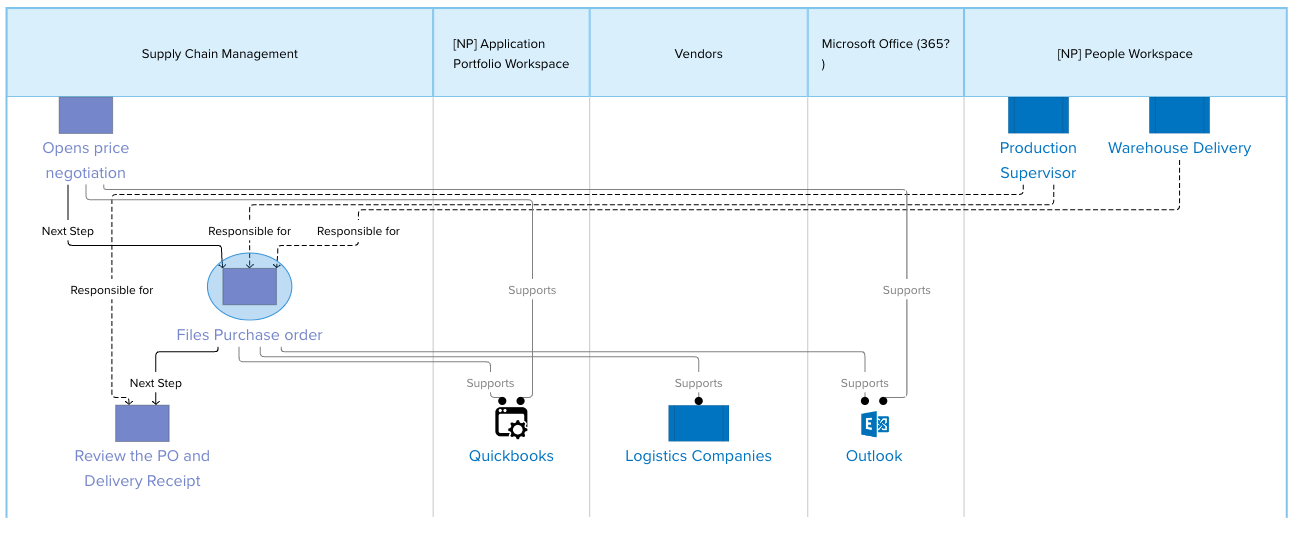 Supply Chain Management
[NP] Application
Portfolio Workspace
Vendors
Microsoft Office (365?
)
[NP] People Workspace
Opens price
negotiation
Production
Supervisor
Warehouse Delivery
Next Step
Responsible for
Responsible for
Responsible for
Supports
Supports
Files Purchase order
Next Step
Supports
Supports
Supports
E
Review the PO and
Delivery Receipt
Quickbooks
Logistics Companies
Outlook